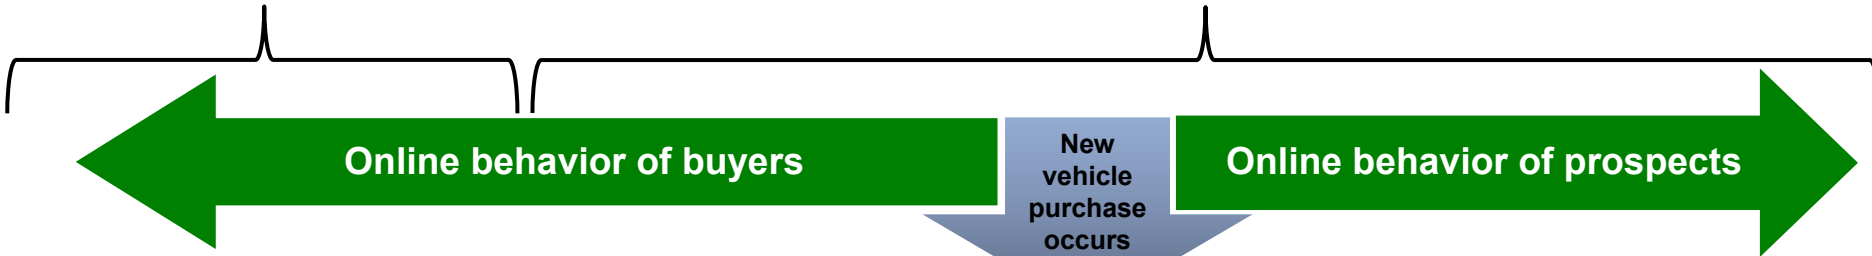 Online behavior of buyers
New
vehicle
purchase
occurs
Online behavior of prospects